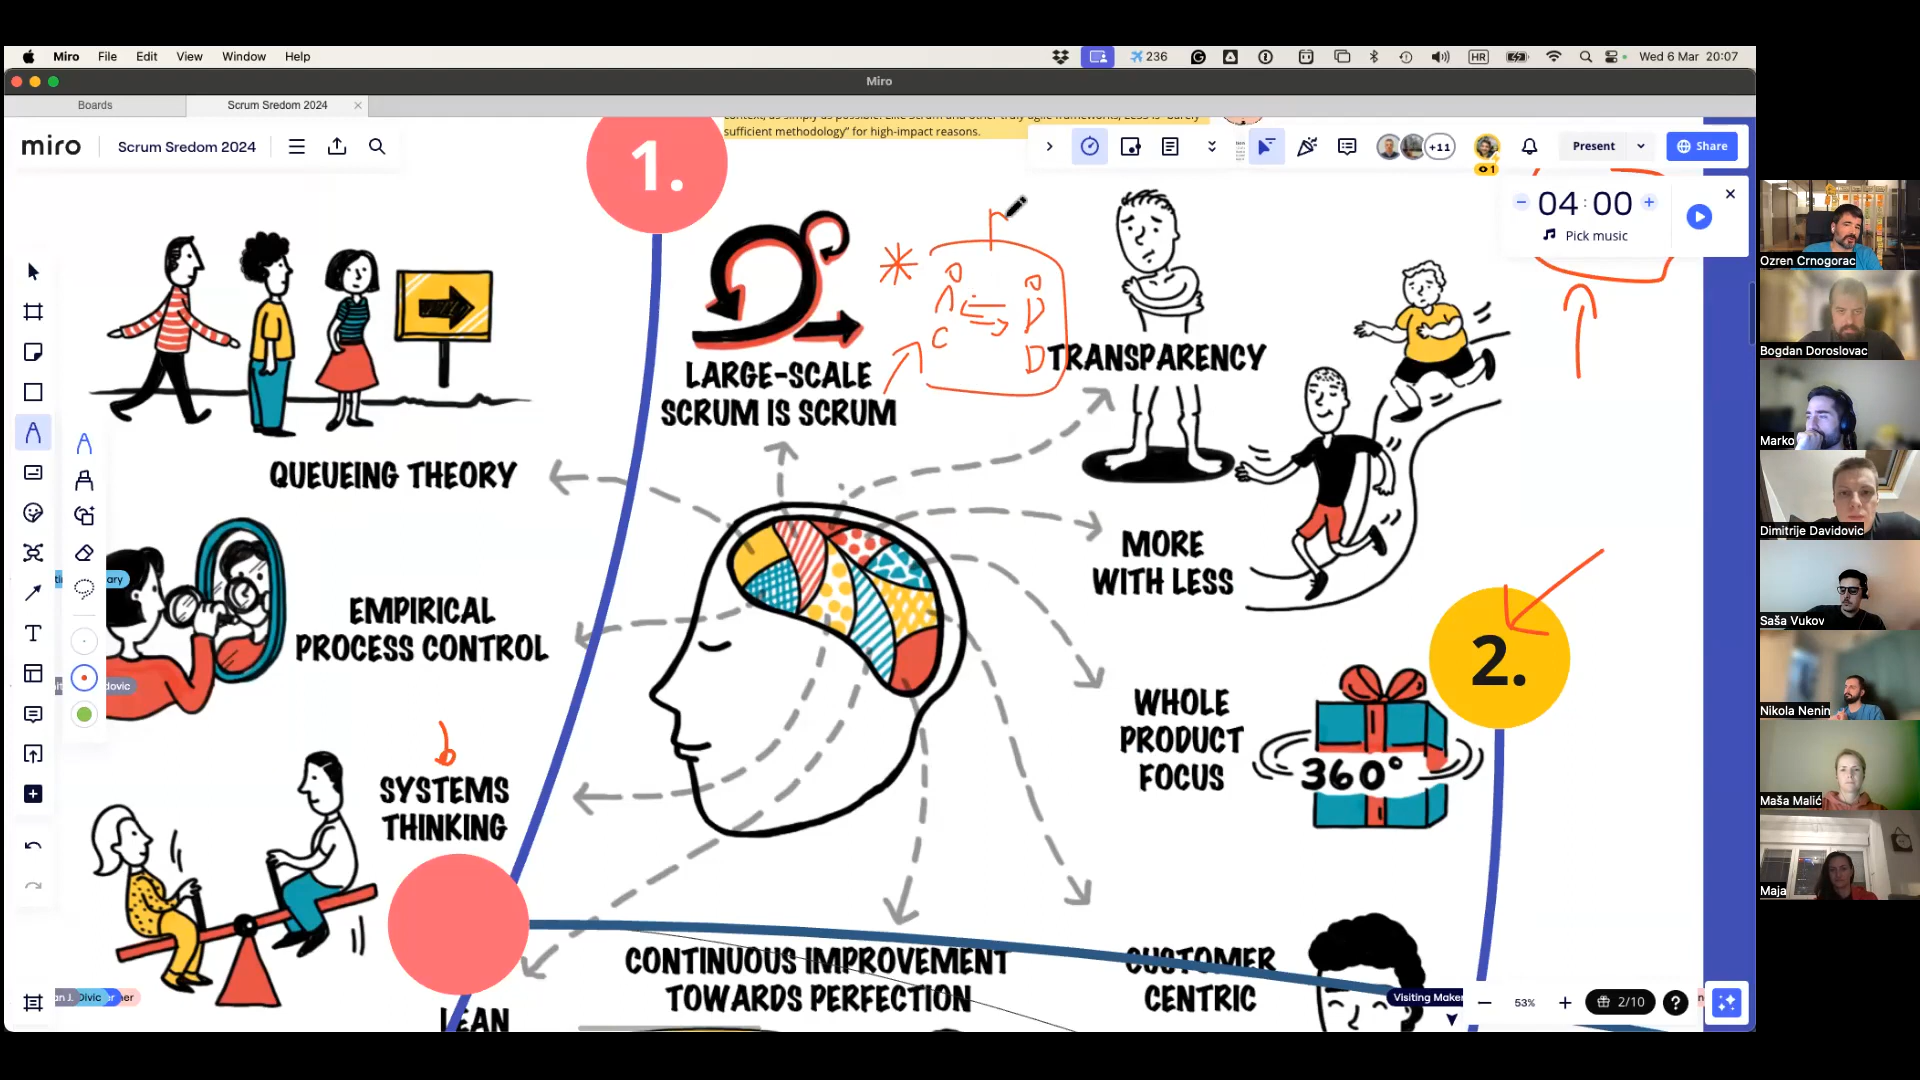 Miro File Edit View Window Help
236
HR
Wed 6 Mar 20:07
Miro
Boards
Scrum Sredom 2024
sufficient methodology" for high-impact reasons.
miro
Scrum Sredom 2024
+11
1
Present
Share
04:00
Pick music
1.
LARGE-SCALE
SCRUM IS SCRUM
TRANSPARENCY
QUEUEING THEORY
MORE
WITH LESS
EMPIRICAL
PROCESS CONTROL
2.
WHOLE
PRODUCT
FOCUS
360°
SYSTEMS
THINKING
CONTINUOUS IMPROVEMENT
TOWARDS PERFECTION
CUSTOMER
CENTRIC
LEAN
Visiting Maker
53%
2/10
Ozren Crnogorac
Bogdan Doroslovac
Marko
Dimitrije Davidovic
Saša Vukov
Nikola Nenin
Maša Malić
Maja